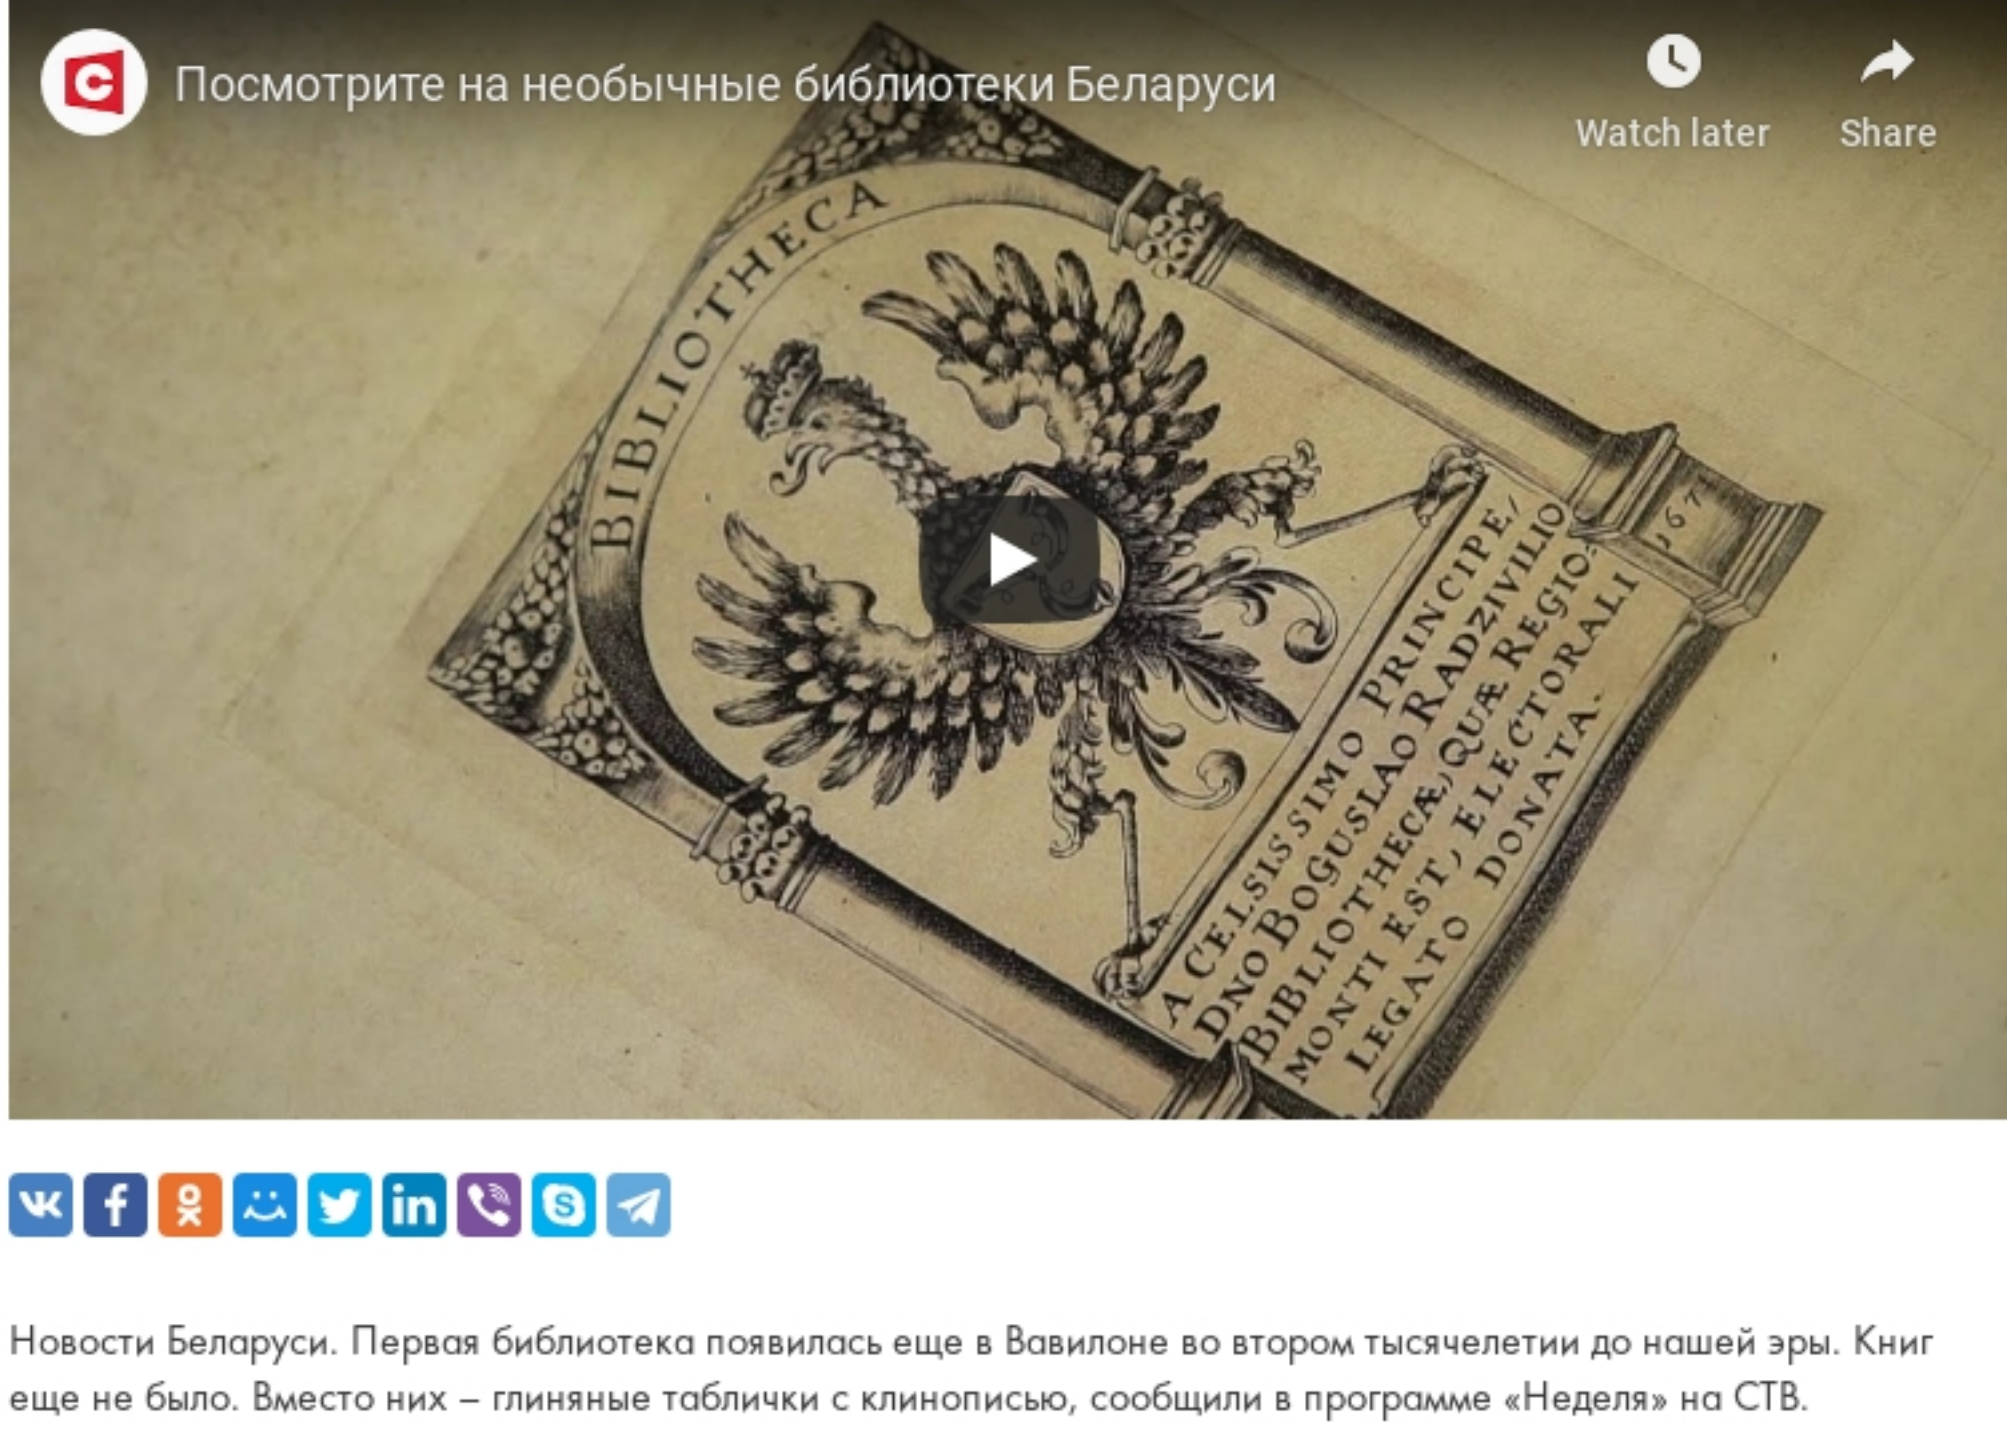 Посмотрите на необычные библиотеки Беларуси
Watch later
Share
BIBLIOTHECA
1671
A CELSISSIMO PRINCIPE,
DNO BOGUSLAO RADZIVILIO
BIBLIOTHECÆ, QUÆ REGIO-
MONTI EST, ELECTORALI
LEGATO DONATA.
Новости Беларуси. Первая библиотека появилась еще в Вавилоне во втором тысячелетии до нашей эры. Книг
еще не было. Вместо них – глиняные таблички с клинописью, сообщили в программе «Неделя» на СТВ.